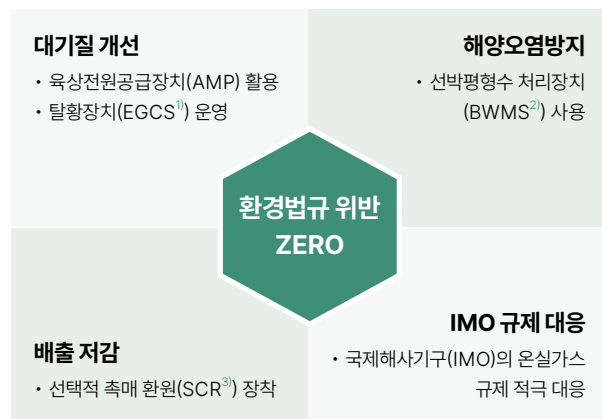 대기질 개선
• 육상전원공급장치(AMP) 활용
• 탈황장치(EGCS1)) 운영
해양오염방지
• 선박평형수 처리장치
(BWMS2)) 사용
환경법규 위반
ZERO
배출 저감
• 선택적 촉매 환원(SCR3)) 장착
IMO 규제 대응
• 국제해사기구(IMO)의 온실가스
규제 적극 대응